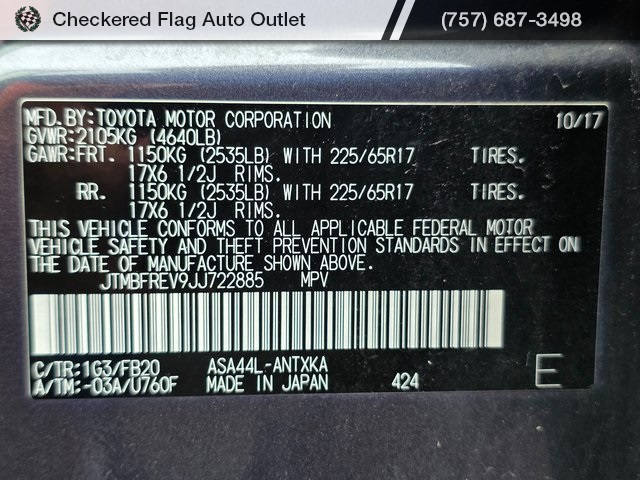 Checkered Flag Auto Outlet (757) 687-3498
MFD.BY:TOYOTA MOTOR CORPORATION 10/17
GVWR:2105KG (4640LB)
GAWR:FRT. 1150KG (2535LB) WITH 225/65R17 TIRES.
17X6 1/2J RIMS.
RR. 1150KG (2535LB) WITH 225/65R17 TIRES.
17X6 1/2J RIMS.
THIS VEHICLE CONFORMS TO ALL APPLICABLE FEDERAL MOTOR
VEHICLE SAFETY AND THEFT PREVENTION STANDARDS IN EFFECT ON
THE DATE OF MANUFACTURE SHOWN ABOVE.
JTMBFREV9JJ722885 MPV
C/TR:1G3/FB20 ASA44L-ANTXKA
A/TM:-03A/U760F MADE IN JAPAN 424 E